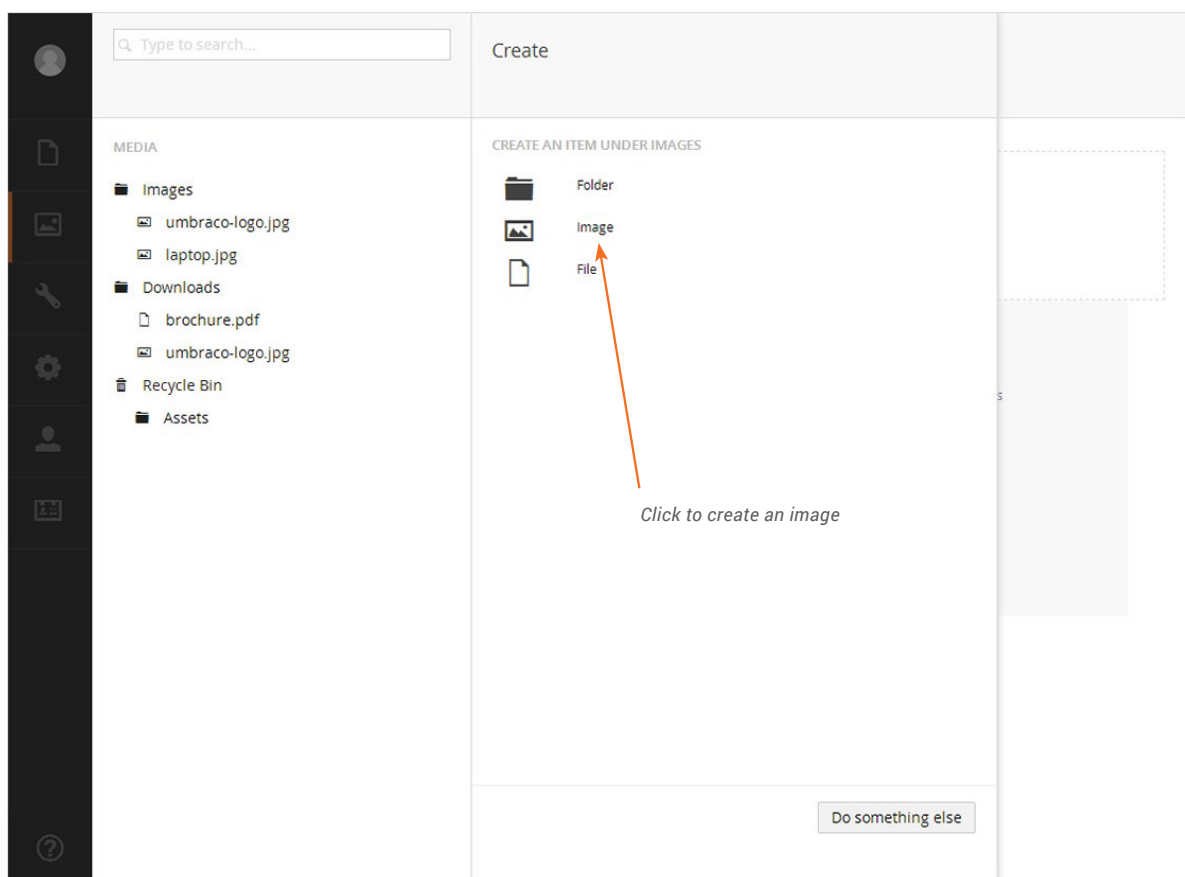 Type to search...
Create
MEDIA
Images
umbraco-logo.jpg
laptop.jpg
Downloads
brochure.pdf
umbraco-logo.jpg
Recycle Bin
Assets
CREATE AN ITEM UNDER IMAGES
Folder
Image
File
s
Click to create an image
Do something else